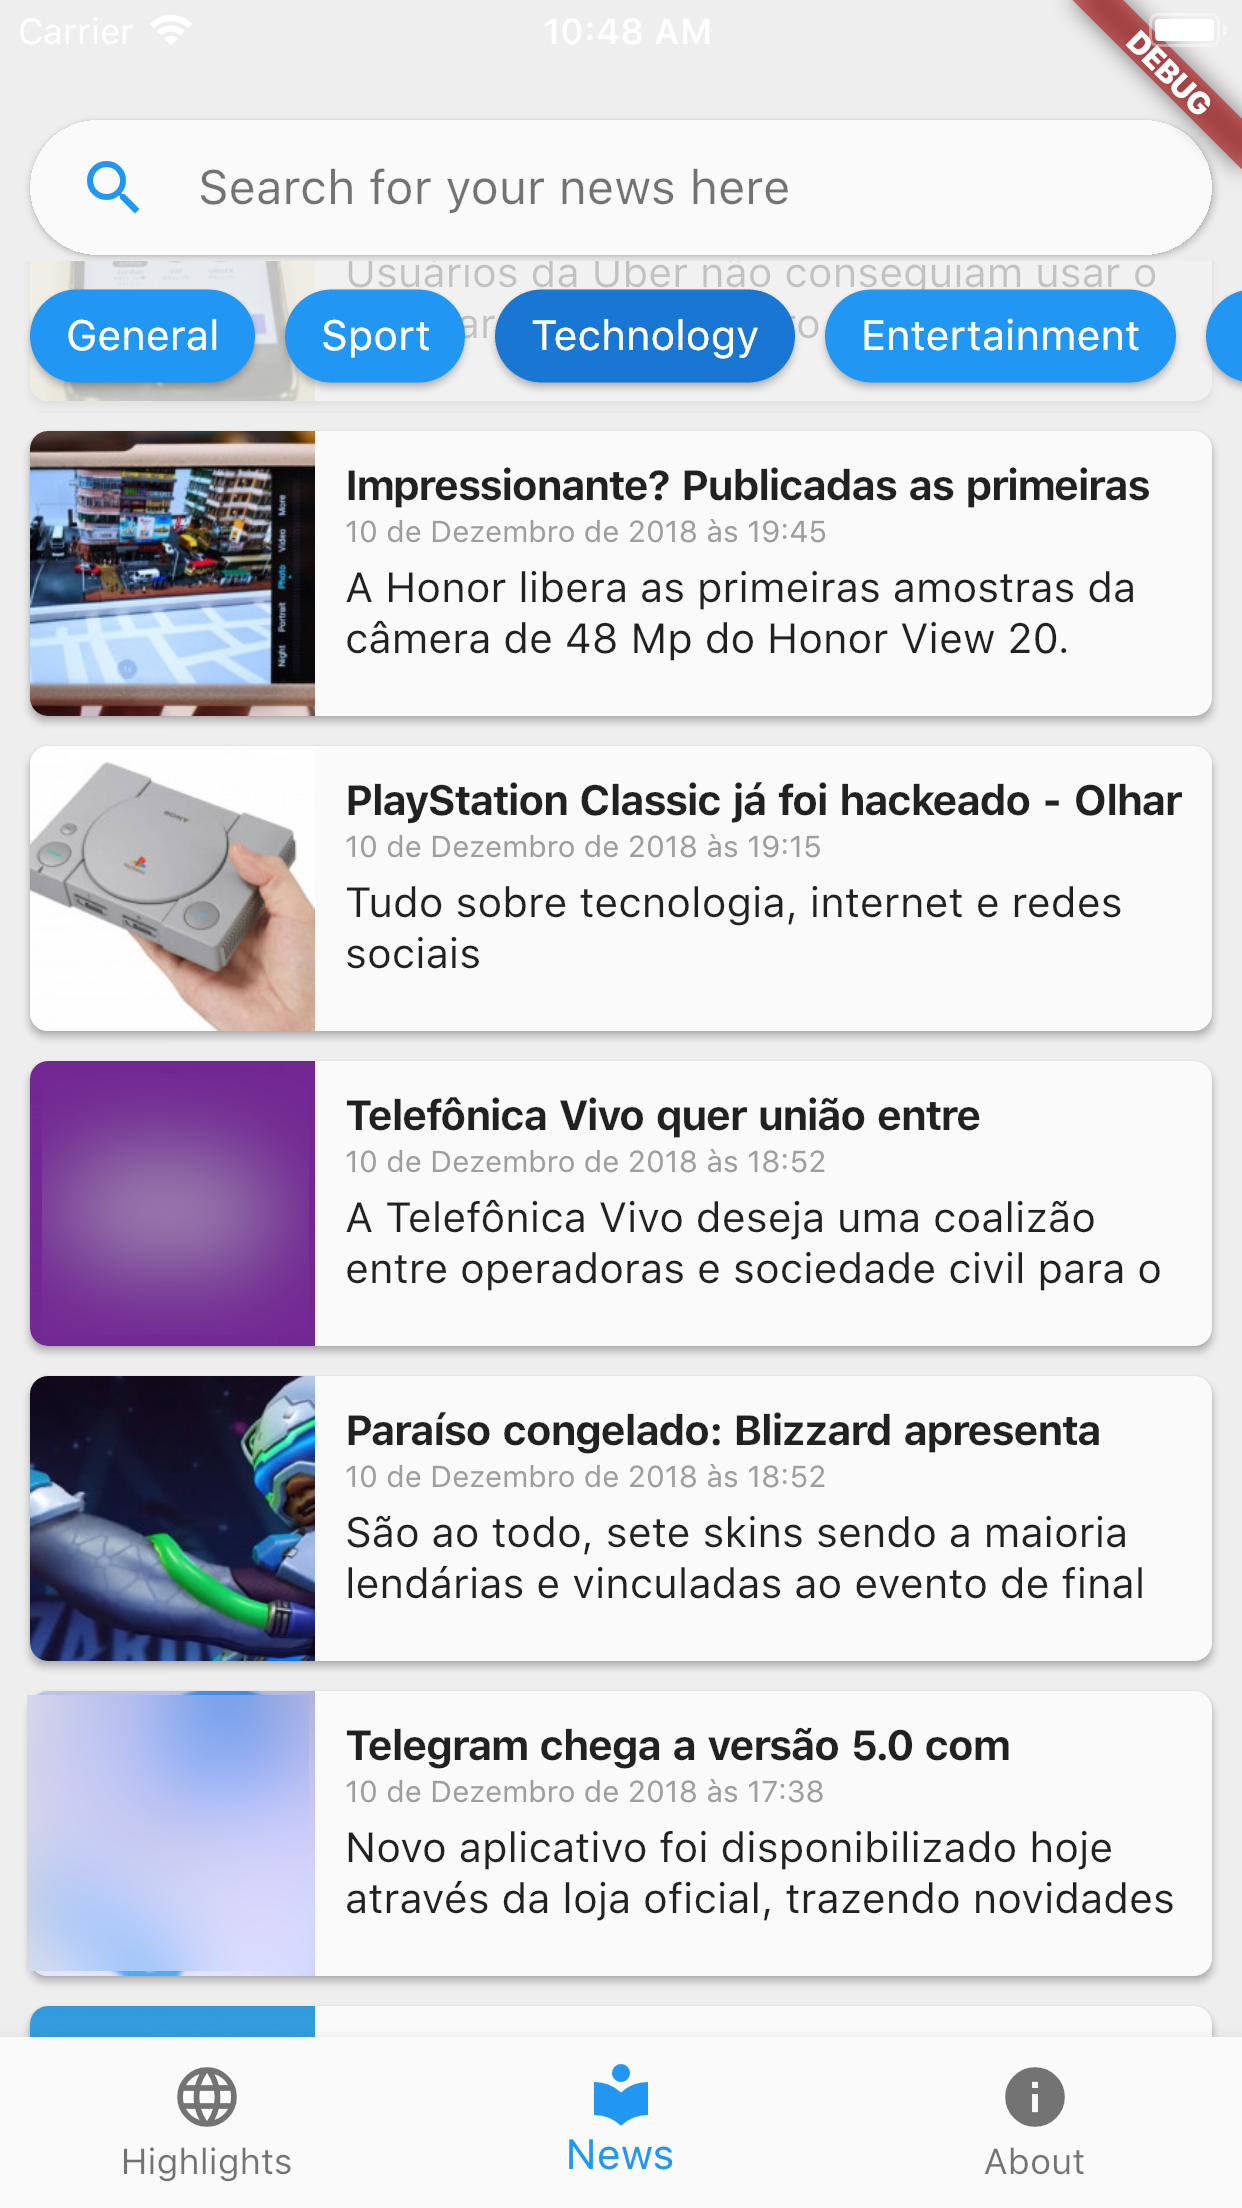 Carrier
10:48 AM
DEBUG
Search for your news here
Usuários da Uber não conseguiam usar o
General
Sport
Technology
Entertainment
More
Video
Photo
Portrait
Night
Impressionante? Publicadas as primeiras
10 de Dezembro de 2018 às 19:45
A Honor libera as primeiras amostras da
câmera de 48 Mp do Honor View 20.
SONY
PlayStation Classic já foi hackeado - Olhar
10 de Dezembro de 2018 às 19:15
Tudo sobre tecnologia, internet e redes
sociais
Telefônica Vivo quer união entre
10 de Dezembro de 2018 às 18:52
A Telefônica Vivo deseja uma coalizão
entre operadoras e sociedade civil para o
Paraíso congelado: Blizzard apresenta
10 de Dezembro de 2018 às 18:52
São ao todo, sete skins sendo a maioria
lendárias e vinculadas ao evento de final
Telegram chega a versão 5.0 com
10 de Dezembro de 2018 às 17:38
Novo aplicativo foi disponibilizado hoje
através da loja oficial, trazendo novidades
Highlights
News
About